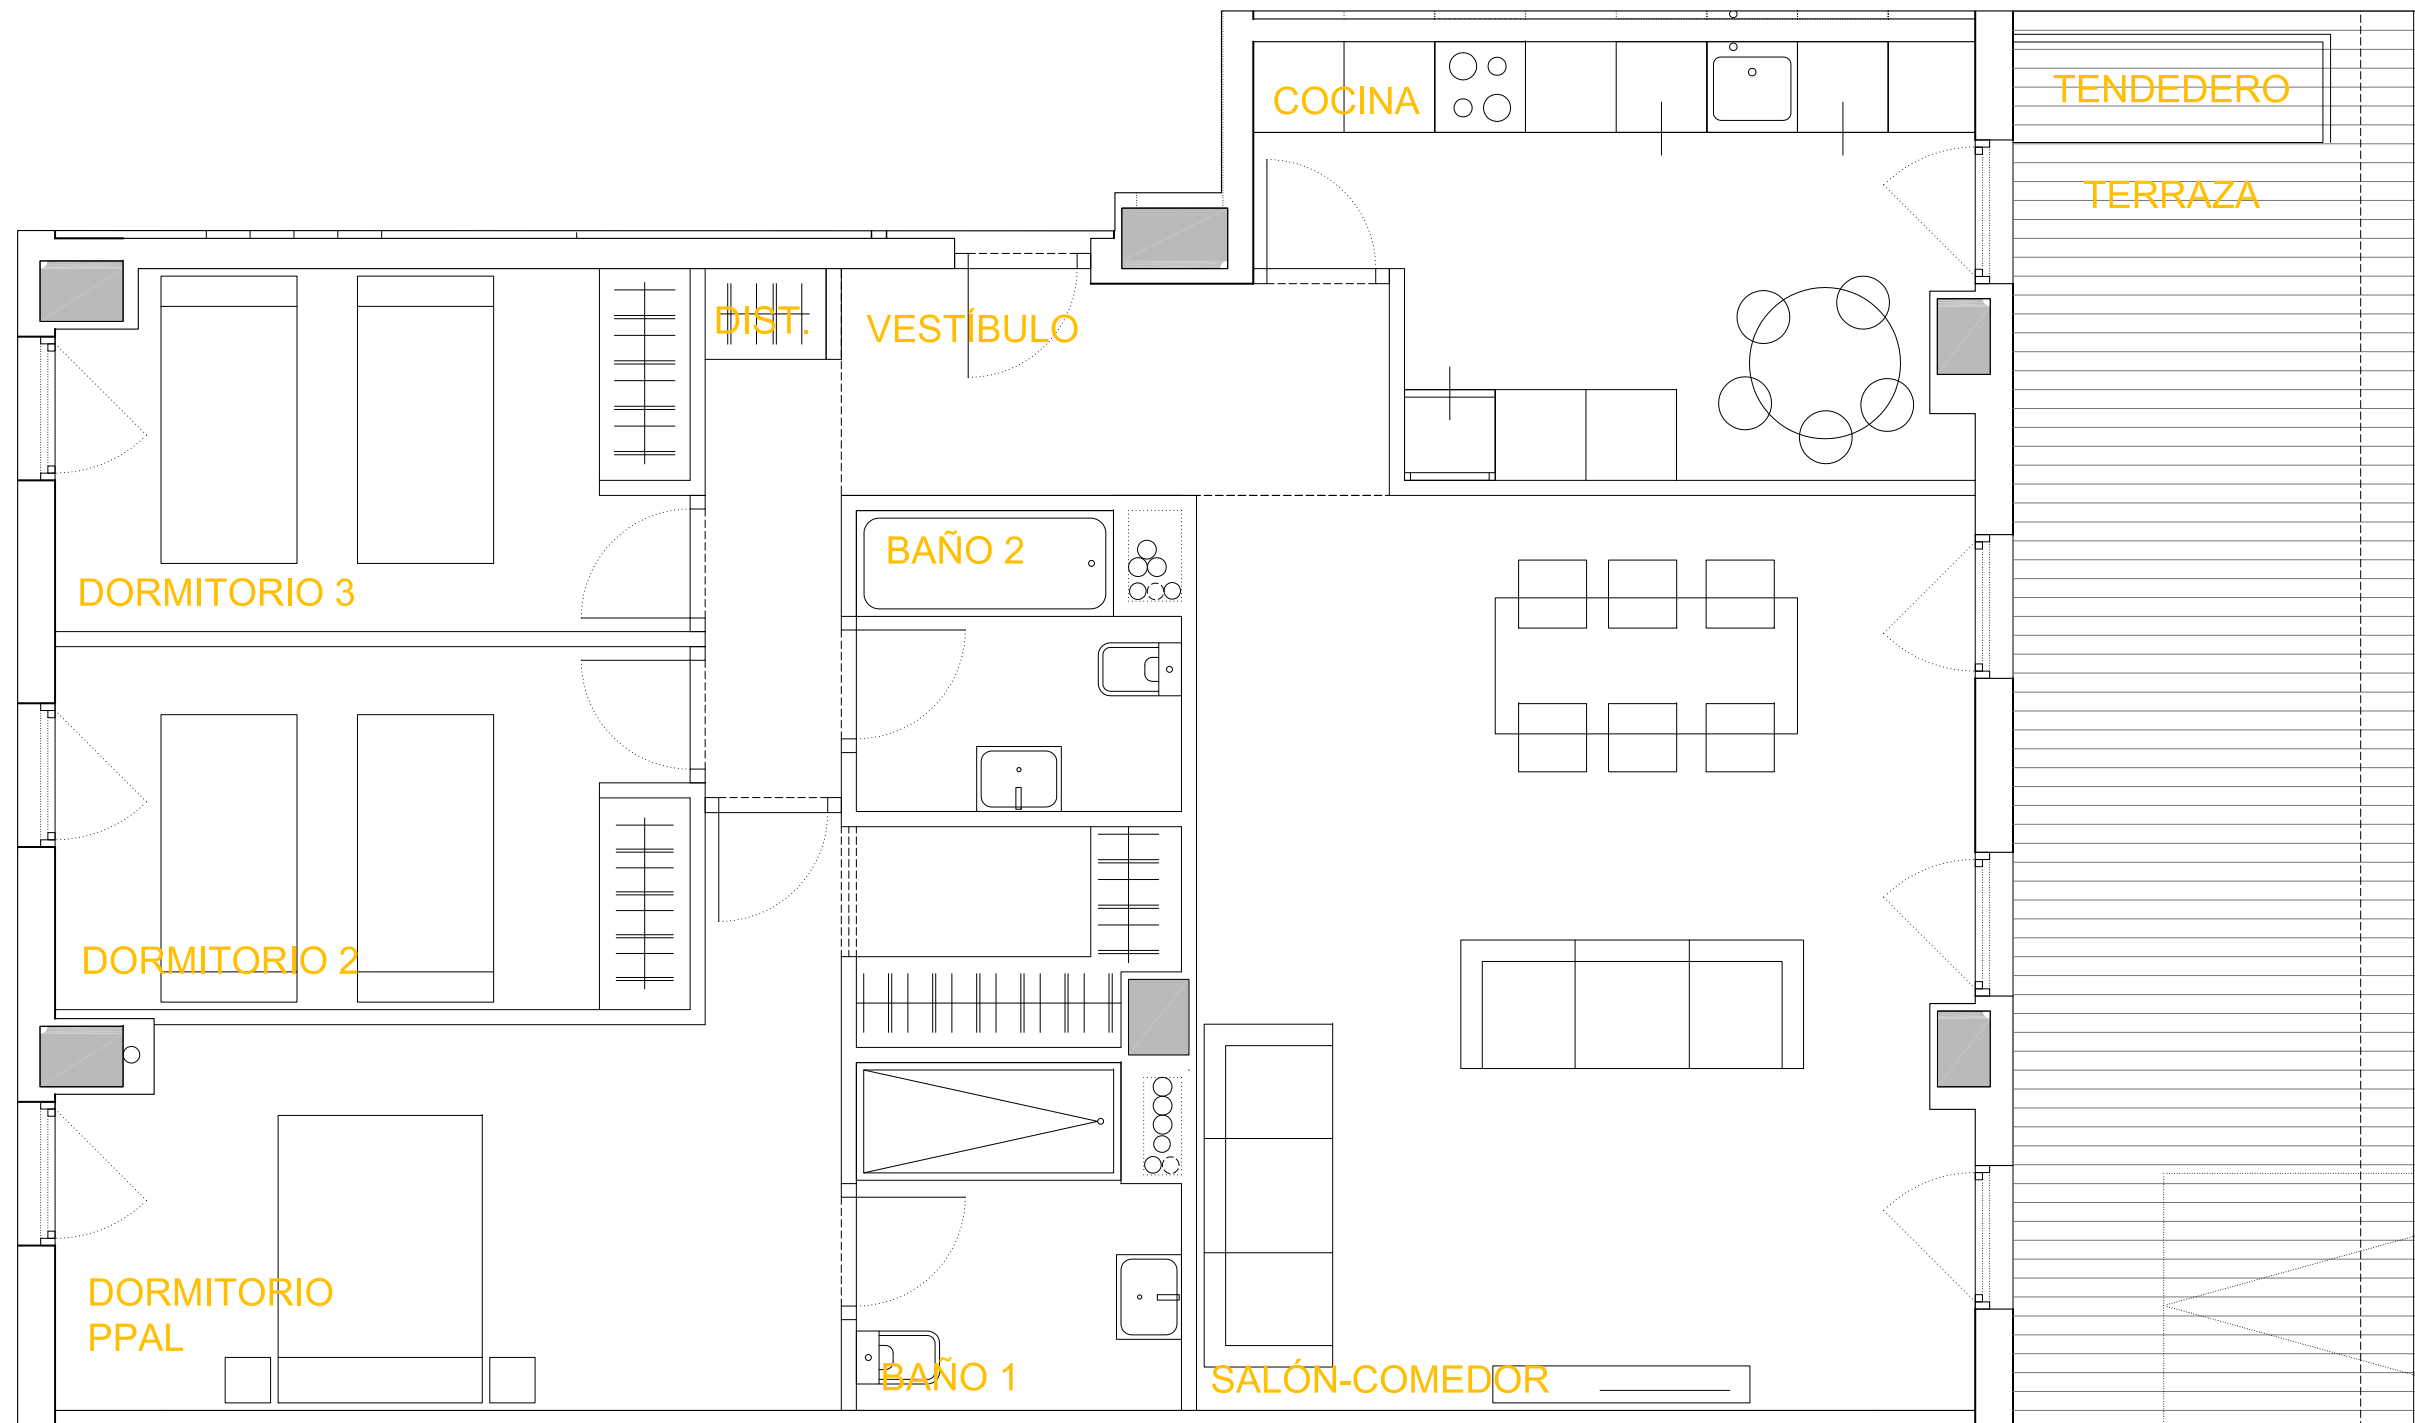 COCINA
TENDEDERO
TERRAZA
DIST.
VESTÍBULO
BAÑO 2
DORMITORIO 3
DORMITORIO 2
DORMITORIO
PPAL
BAÑO 1
SALÓN-COMEDOR